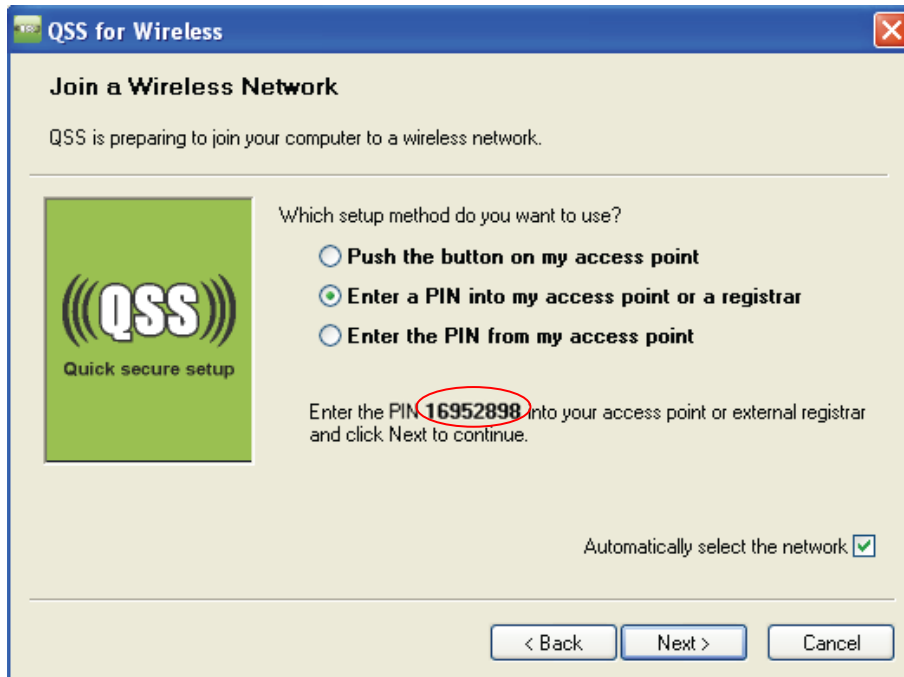 QSS for Wireless
Join a Wireless Network
QSS is preparing to join your computer to a wireless network.
Which setup method do you want to use?
Push the button on my access point
Enter a PIN into my access point or a registrar
Enter the PIN from my access point
(((QSS)))
Quick secure setup
Enter the PIN 16952898 into your access point or external registrar
and click Next to continue.
Automatically select the network
< Back Next > Cancel